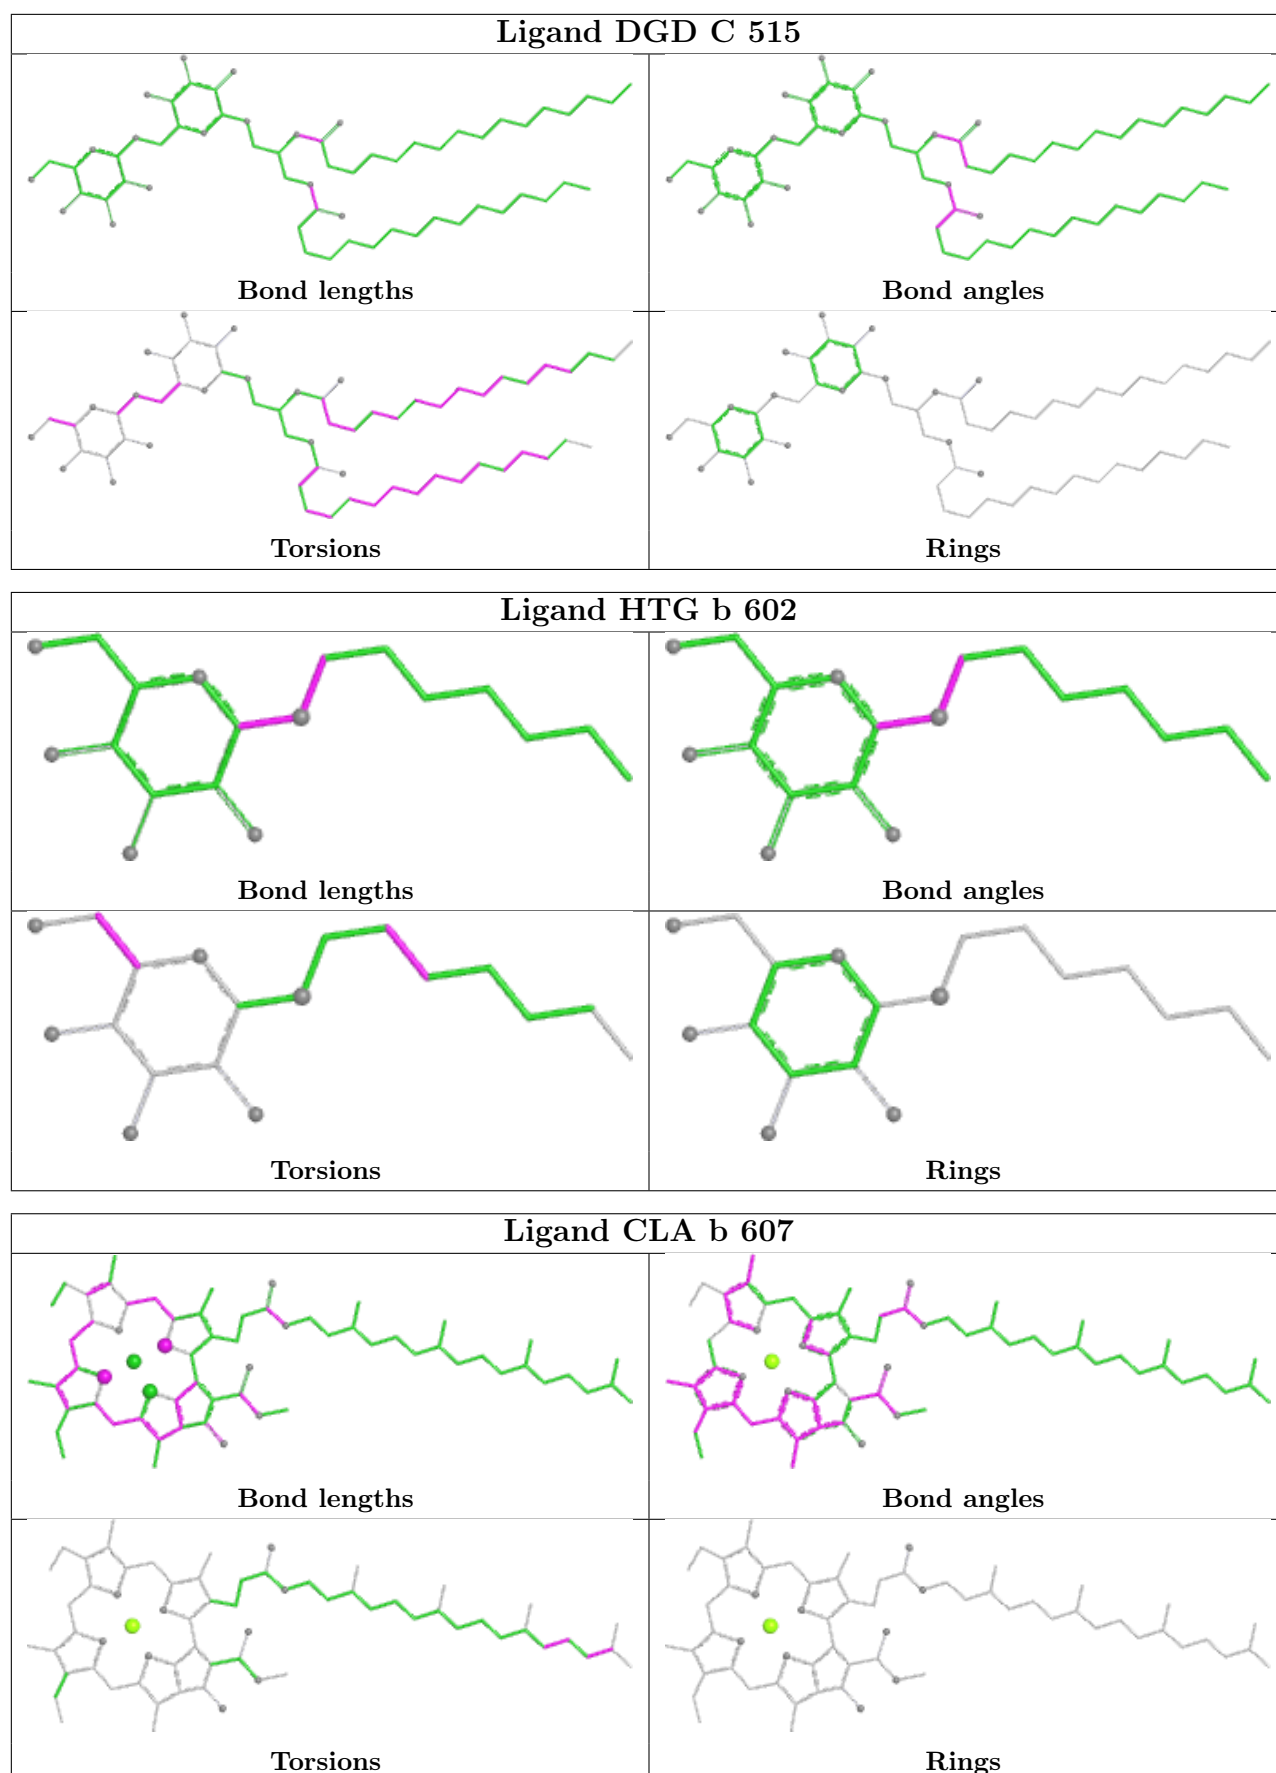 Ligand DGD C 515
Bond lengths
Bond angles
Torsions
Rings
Ligand HTG b 602
Bond lengths
Bond angles
Torsions
Rings
Ligand CLA b 607
Bond lengths
Bond angles
Torsions
Rings